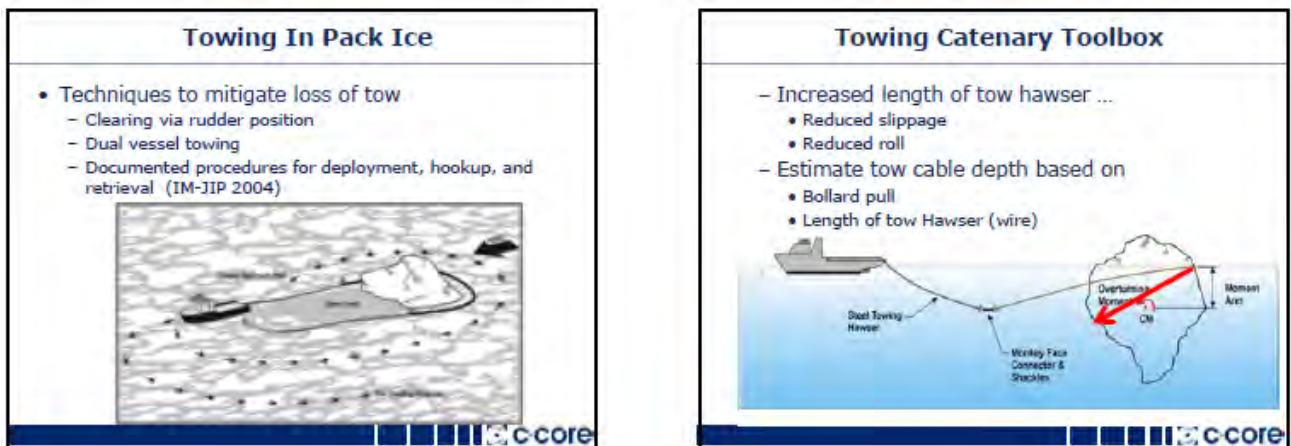 Towing In Pack Ice
• Techniques to mitigate loss of tow
– Clearing via rudder position
– Dual vessel towing
– Documented procedures for deployment, hookup, and
retrieval (IM-JIP 2004)
c·core
Towing Catenary Toolbox
– Increased length of tow hawser ...
• Reduced slippage
• Reduced roll
– Estimate tow cable depth based on
• Bollard pull
• Length of tow Hawser (wire)
Overturning
Moment
Moment
Arm
CM
Steel Towing
Hawser
Monkey Face
Connector &
Shackles
c·core